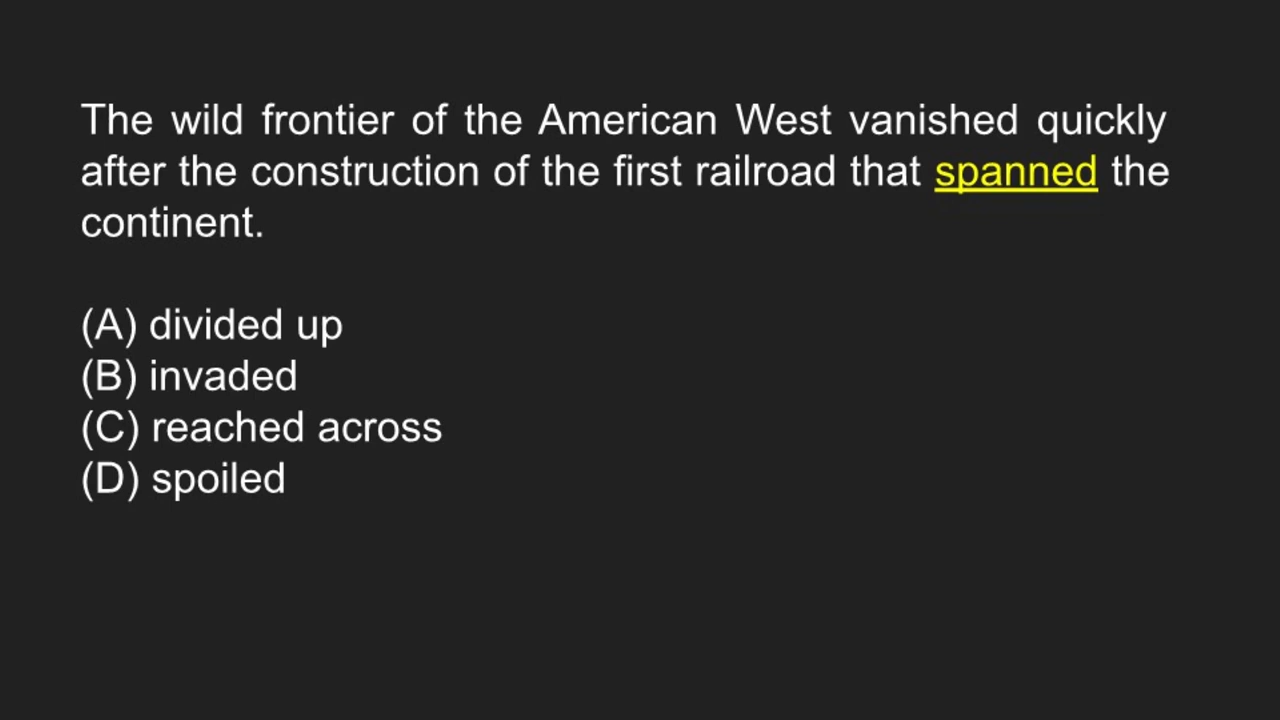 The wild frontier of the American West vanished quickly
after the construction of the first railroad that spanned the
continent.
(A) divided up
(B) invaded
(C) reached across
(D) spoiled